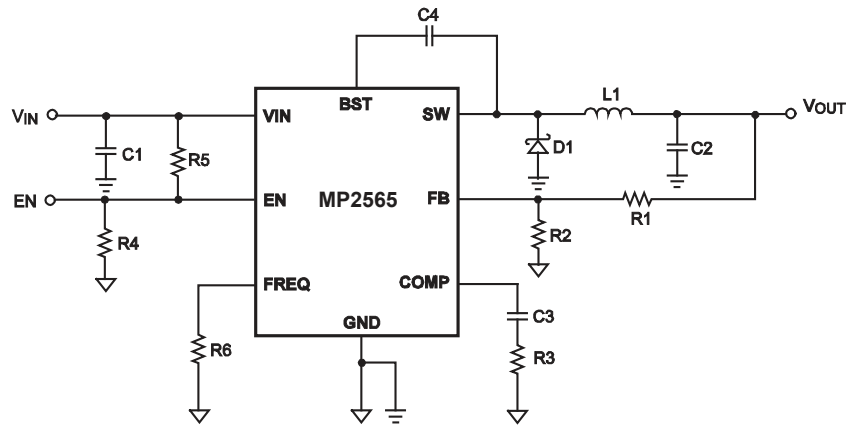 C4
L1
VIN
VIN
BST
SW
VOUT
C1
R5
D1
C2
EN
EN
MP2565
FB
R1
R4
R2
FREQ
COMP
GND
C3
R6
R3